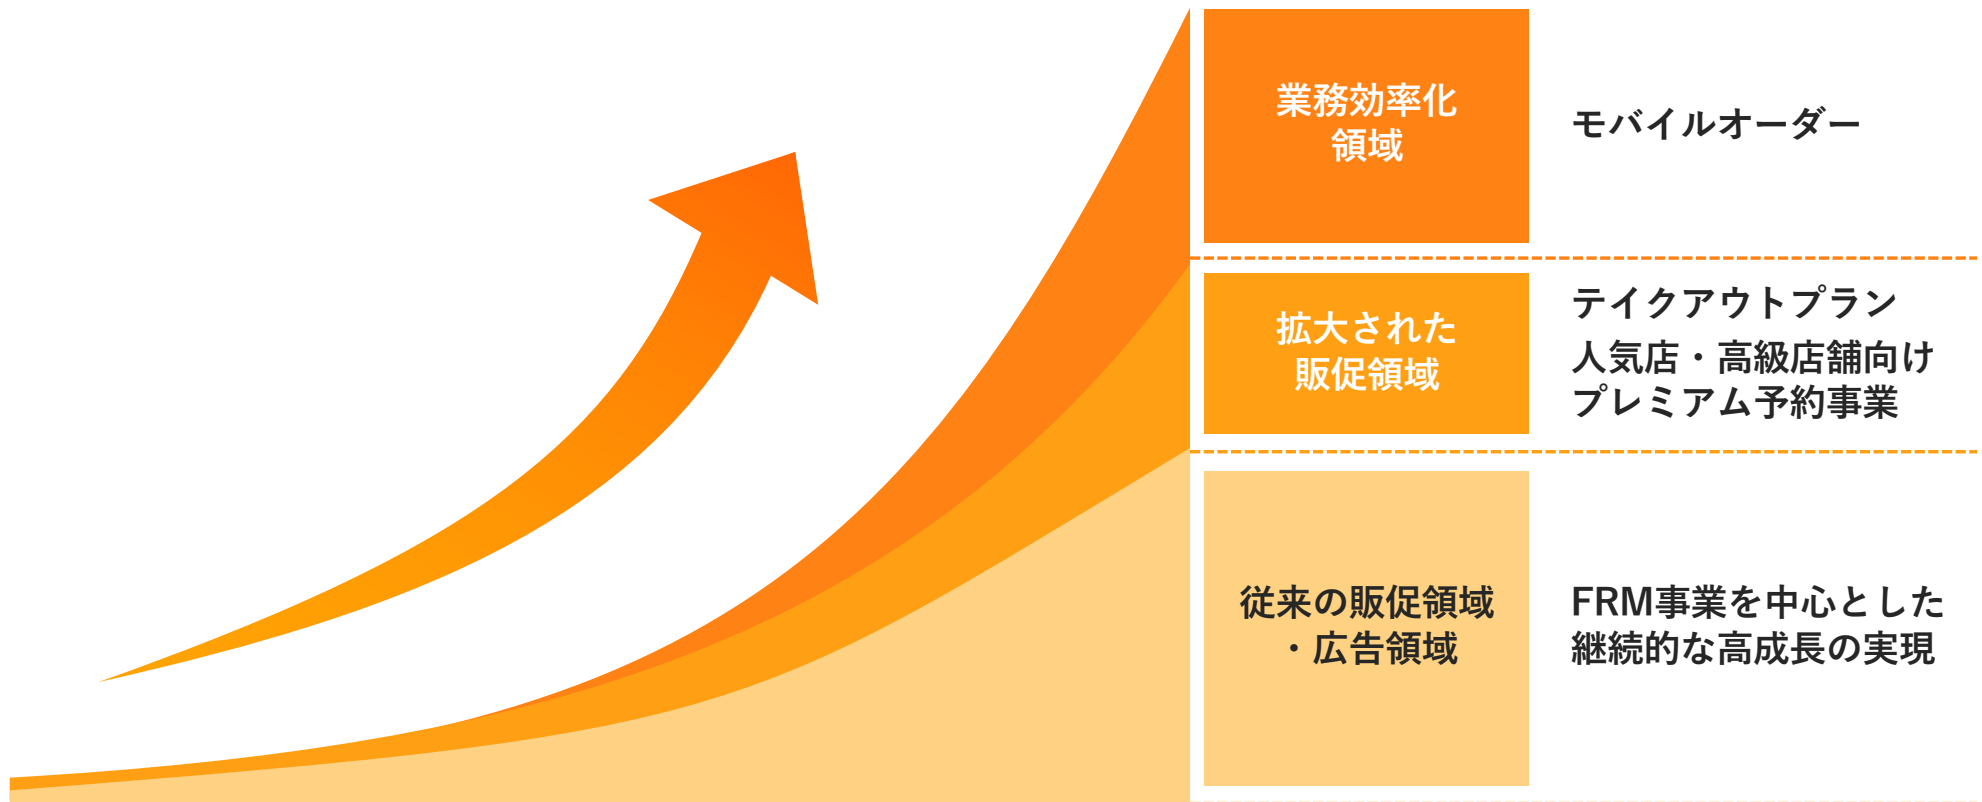 業務効率化
領域
モバイルオーダー
拡大された
販促領域
テイクアウトプラン
人気店・高級店舗向け
プレミアム予約事業
従来の販促領域
・広告領域
FRM事業を中心とした
継続的な高成長の実現